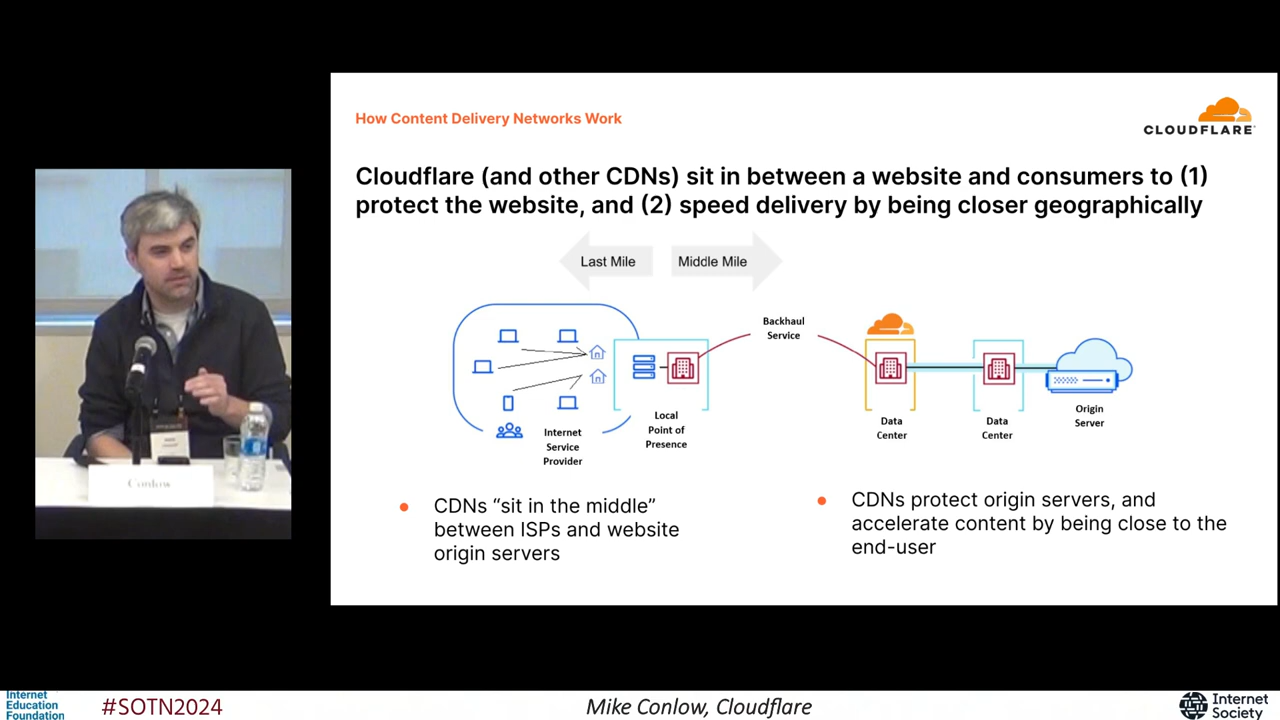 How Content Delivery Networks Work
CLOUDFLARE
Cloudflare (and other CDNs) sit in between a website and consumers to (1)
protect the website, and (2) speed delivery by being closer geographically
Last Mile
Middle Mile
Backhaul
Service
Internet
Service
Provider
Local
Point of
Presence
Data
Center
Data
Center
Origin
Server
CDNs “sit in the middle”
between ISPs and website
origin servers
CDNs protect origin servers, and
accelerate content by being close to the
end-user
Conlow
Internet
Education
Foundation
#SOTN2024
Mike Conlow, Cloudflare
Internet
Society